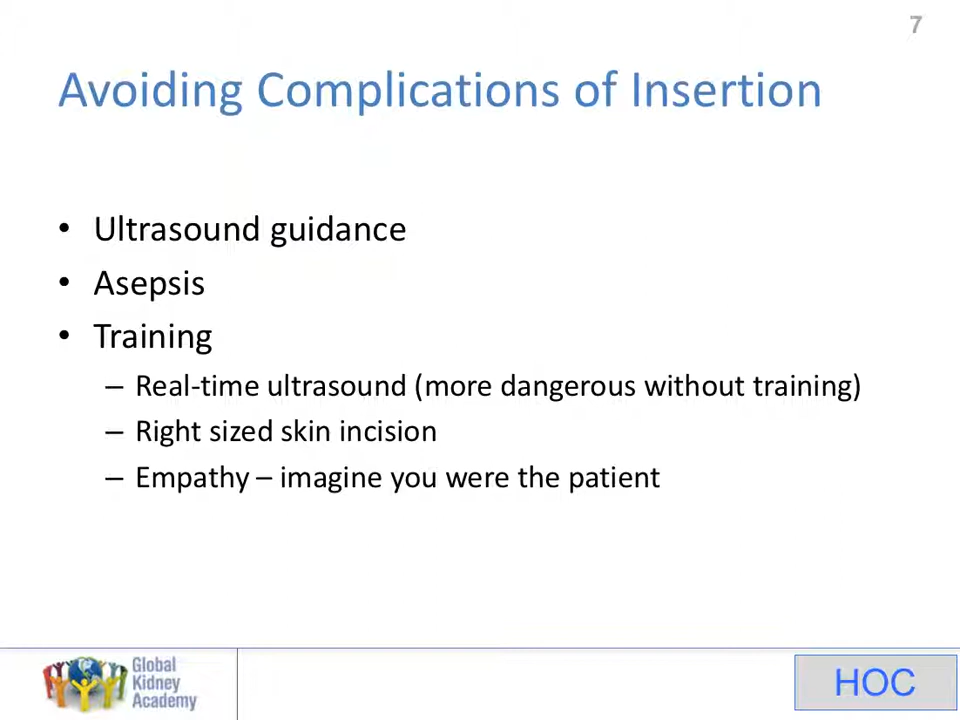 7
Avoiding Complications of Insertion
• Ultrasound guidance
• Asepsis
• Training
– Real-time ultrasound (more dangerous without training)
– Right sized skin incision
– Empathy – imagine you were the patient
Global
Kidney
Academy
HOC